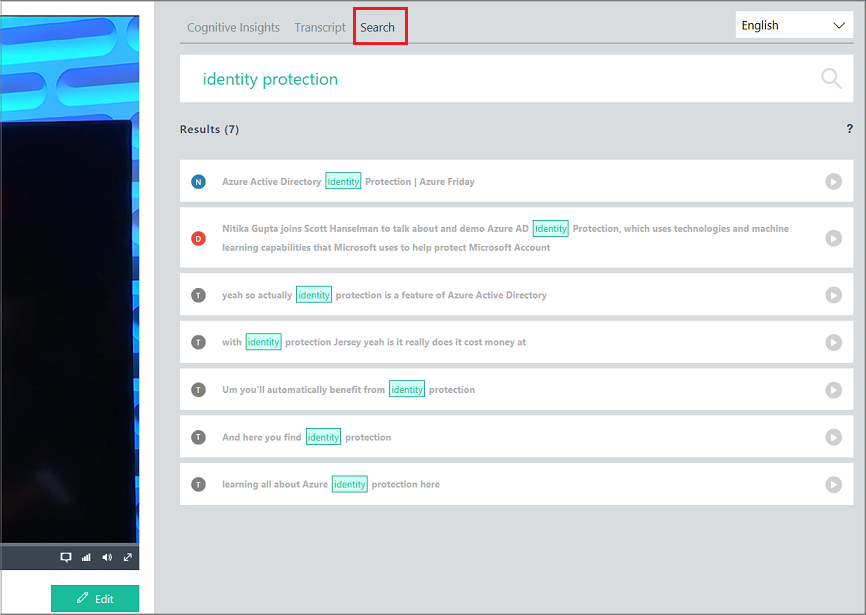 Cognitive Insights Transcript Search English
identity protection
Results (7) ?
N Azure Active Directory Identity Protection | Azure Friday
D Nitika Gupta joins Scott Hanselman to talk about and demo Azure AD Identity Protection, which uses technologies and machine
learning capabilities that Microsoft uses to help protect Microsoft Account
T yeah so actually identity protection is a feature of Azure Active Directory
T with identity protection Jersey yeah is it really does it cost money at
T Um you'll automatically benefit from identity protection
T And here you find identity protection
T learning all about Azure identity protection here
Edit